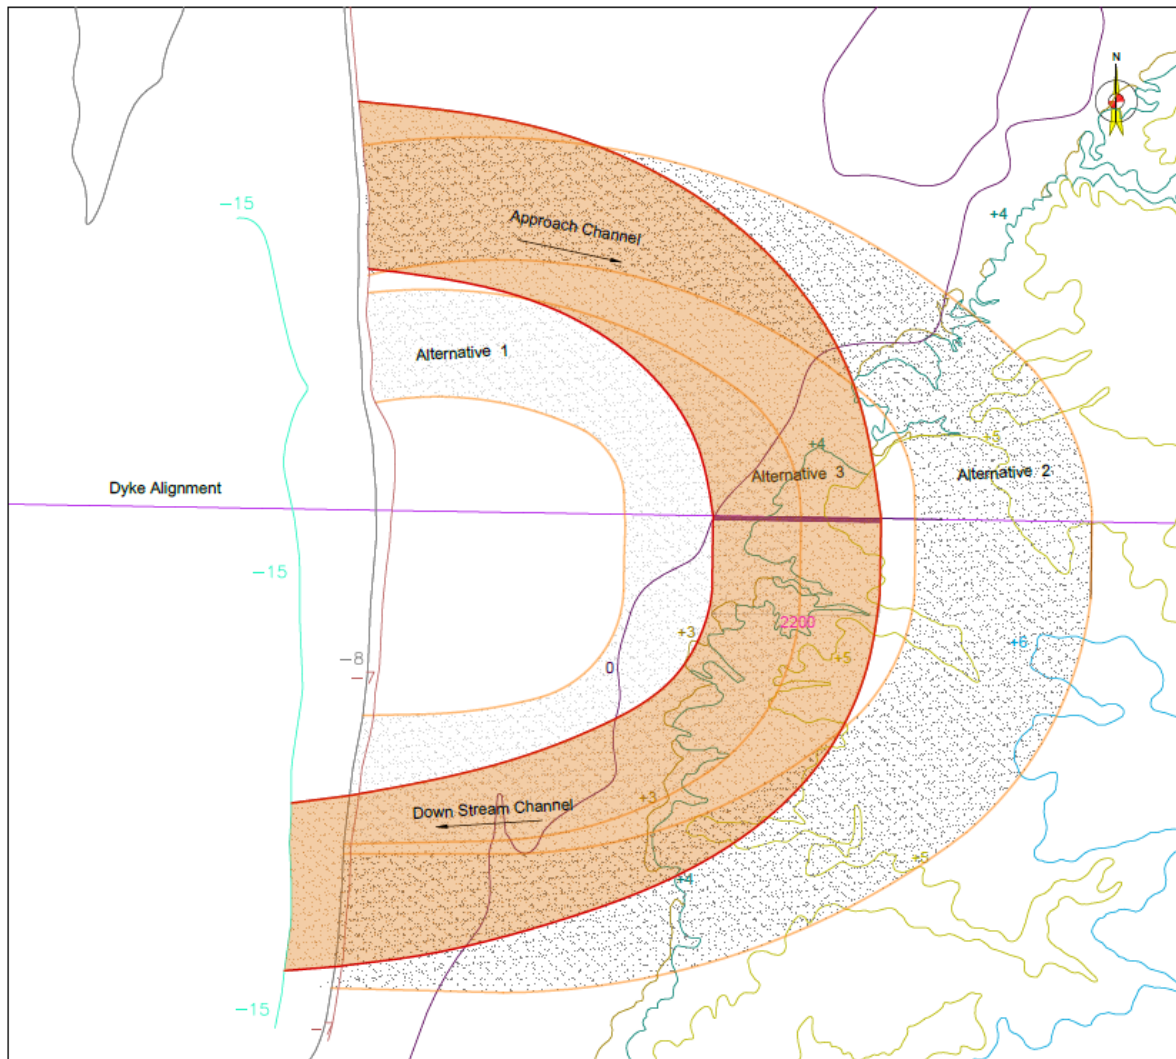 N
-15
+4
Approach Channel
Alternative  1
+4
+5
Alternative  3
Alternative  2
Dyke Alignment
-15
2200
+3
+5
+6
-8
-7
0
+3
Down Stream Channel
+5
+4
-15
-7